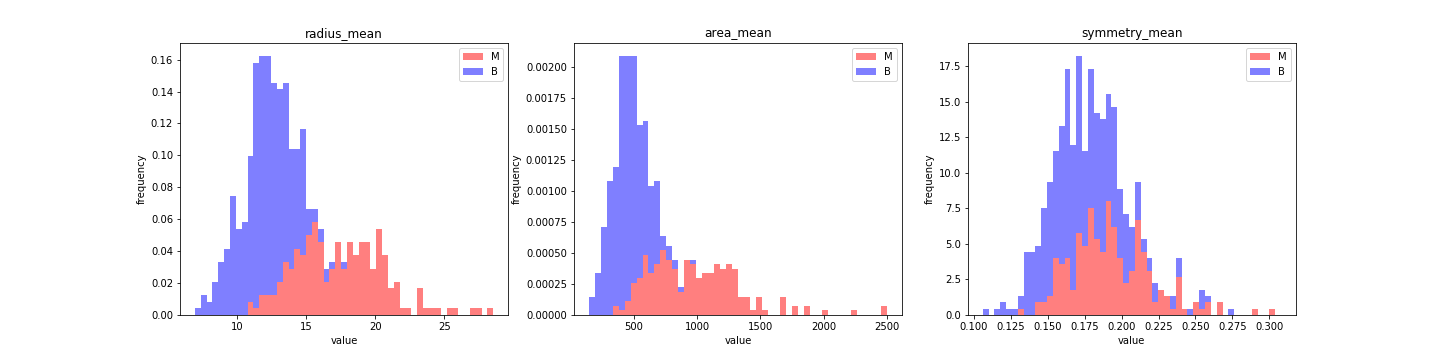 radius_mean
M
B
0.16
0.14
0.12
0.10
0.08
0.06
0.04
0.02
0.00
frequency
10
15
20
25
value
area_mean
M
B
0.00200
0.00175
0.00150
0.00125
0.00100
0.00075
0.00050
0.00025
0.00000
frequency
500
1000
1500
2000
2500
value
symmetry_mean
M
B
17.5
15.0
12.5
10.0
7.5
5.0
2.5
0.0
frequency
0.100
0.125
0.150
0.175
0.200
0.225
0.250
0.275
0.300
value